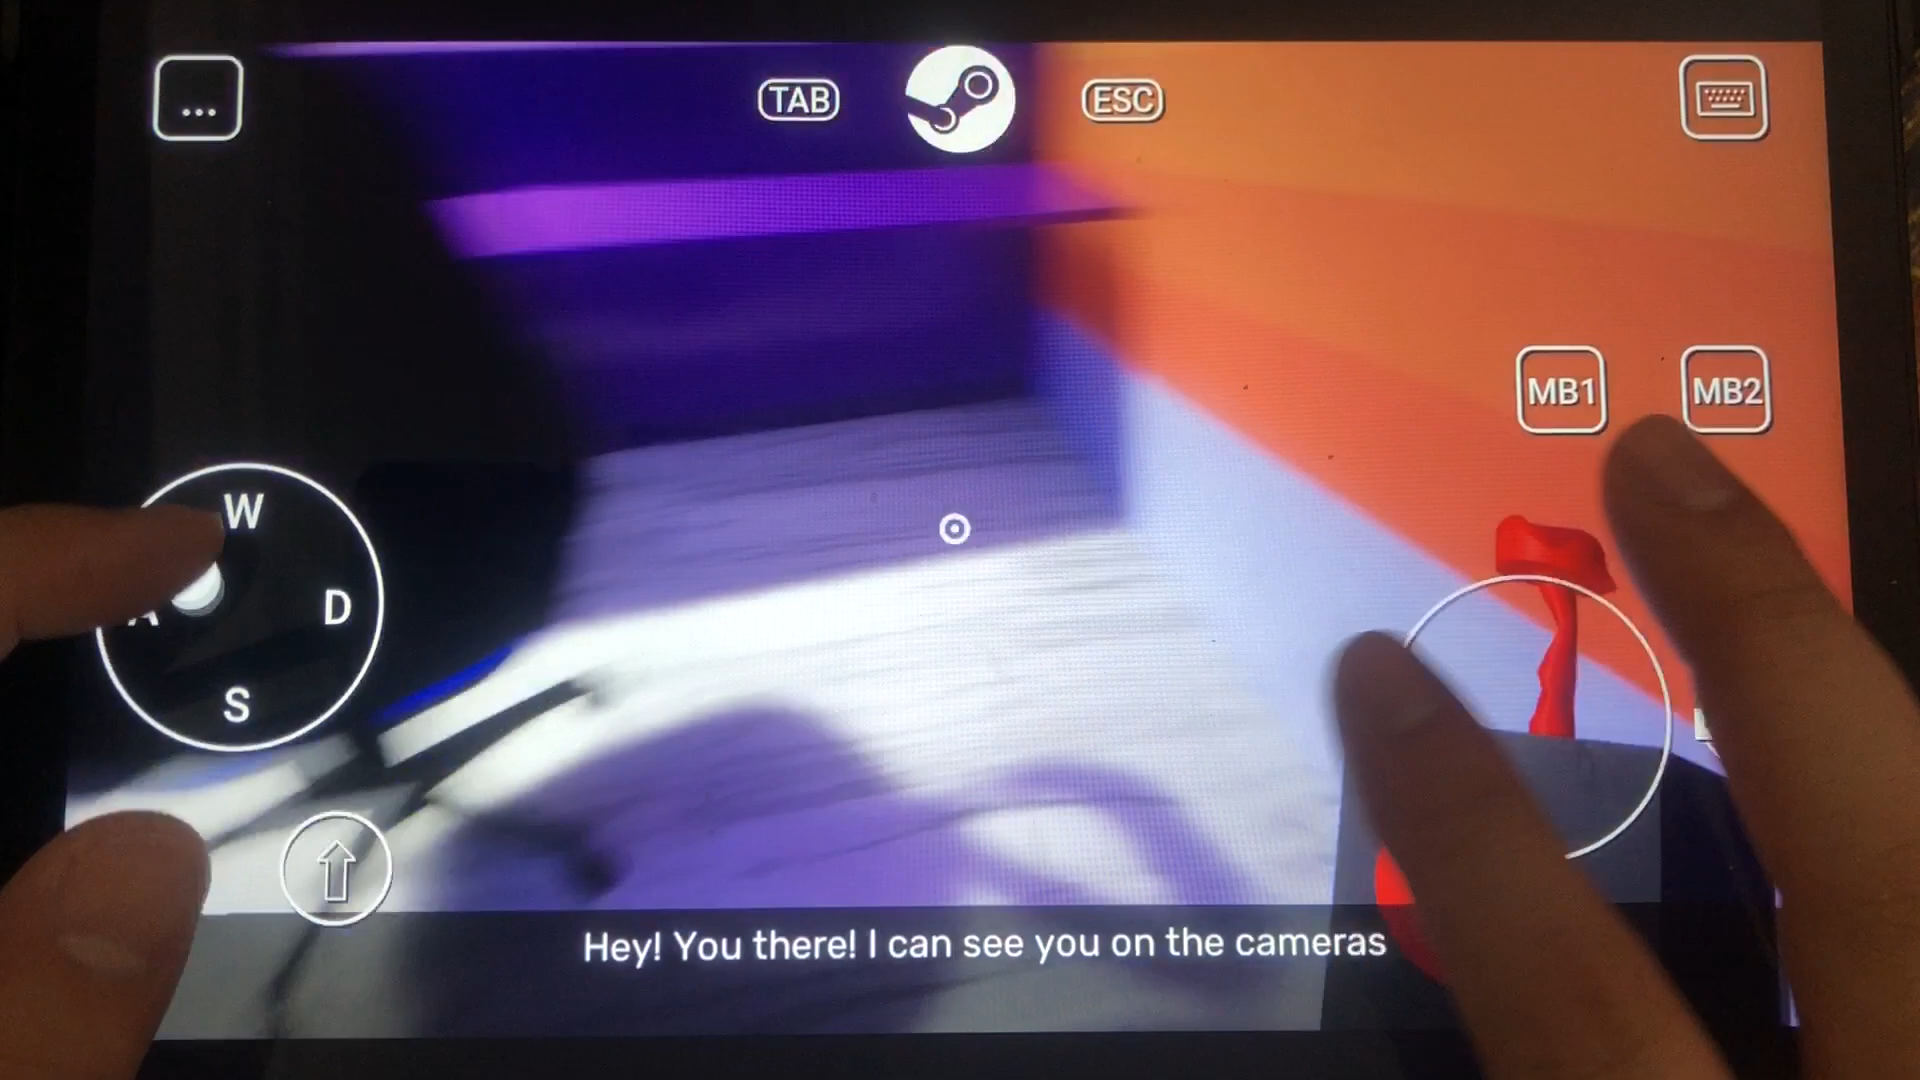 ...
TAB
ESC
MB1
MB2
W
A
D
S
Hey! You there! I can see you on the cameras